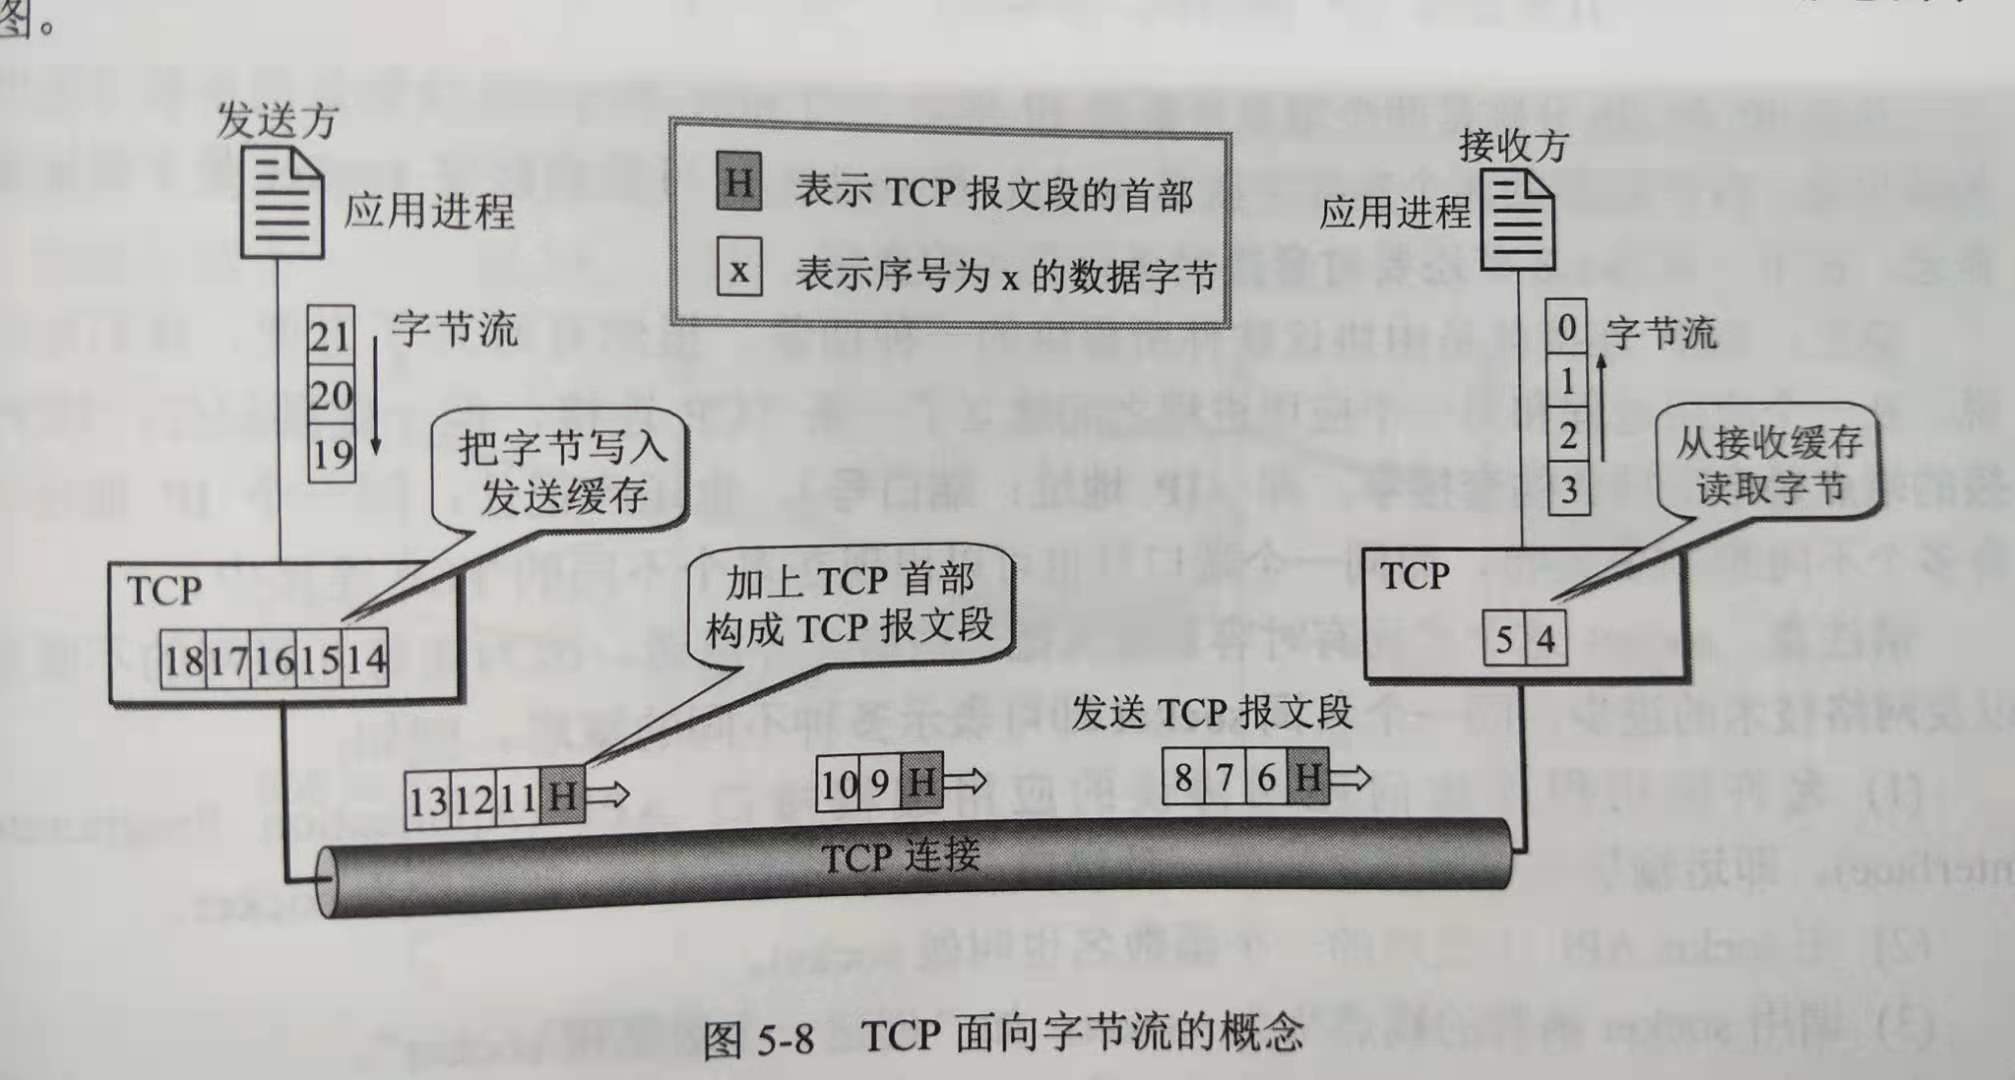 图。
发送方
应用进程
H 表示 TCP 报文段的首部
x 表示序号为 x 的数据字节
接收方
应用进程
21
20
19
字节流
0
1
2
3
字节流
把字节写入
发送缓存
从接收缓存
读取字节
TCP
18 17 16 15 14
加上 TCP 首部
构成 TCP 报文段
TCP
5 4
发送 TCP 报文段
13 12 11 H
10 9 H
8 7 6 H
TCP 连接
图 5-8 TCP 面向字节流的概念